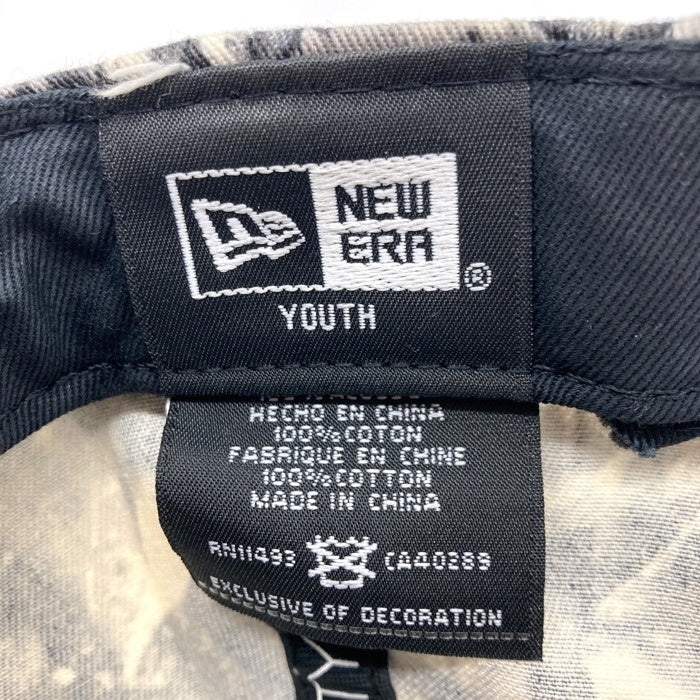 NEW
ERA
®
YOUTH
HECHO EN CHINA
100% COTON
FABRIQUE EN CHINE
100% COTTON
MADE IN CHINA
RN11493 CA40289
EXCLUSIVE OF DECORATION